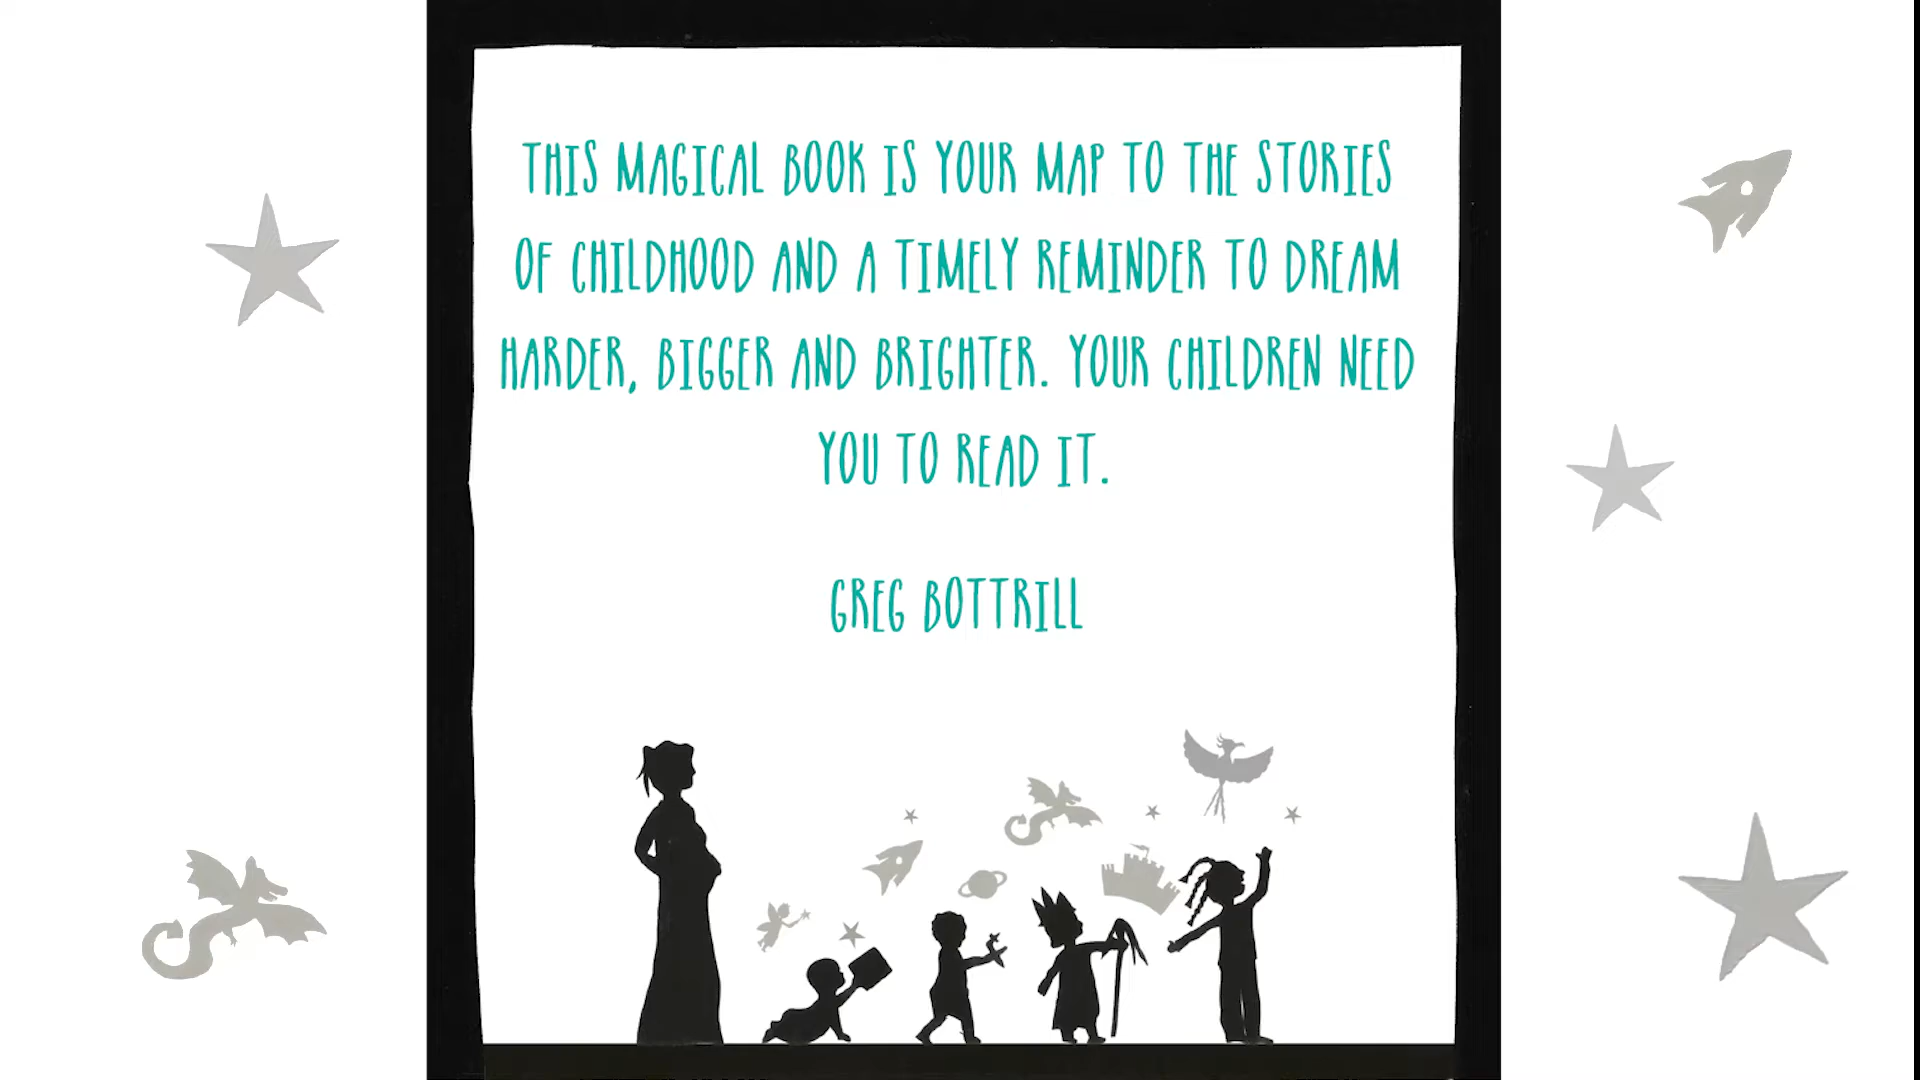 THIS MAGICAL BOOK IS YOUR MAP TO THE STORIES
OF CHILDHOOD AND A TIMELY REMINDER TO DREAM
HARDER, BIGGER AND BRIGHTER. YOUR CHILDREN NEED
YOU TO READ IT.
GREG BOTTRILL